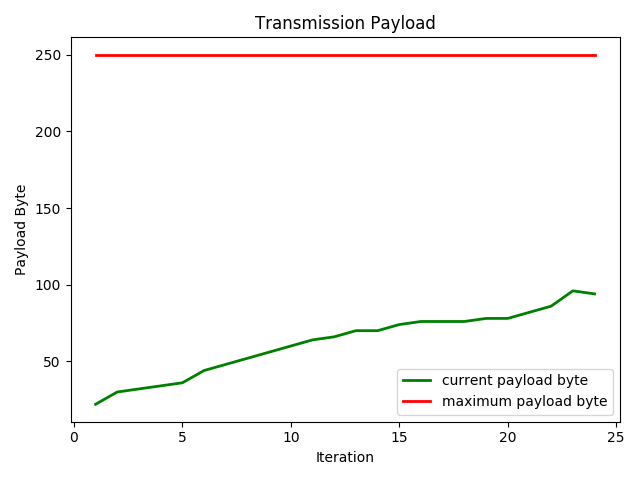 Transmission Payload
250
200
150
100
50
Payload Byte
current payload byte
maximum payload byte
0 5 10 15 20 25
Iteration